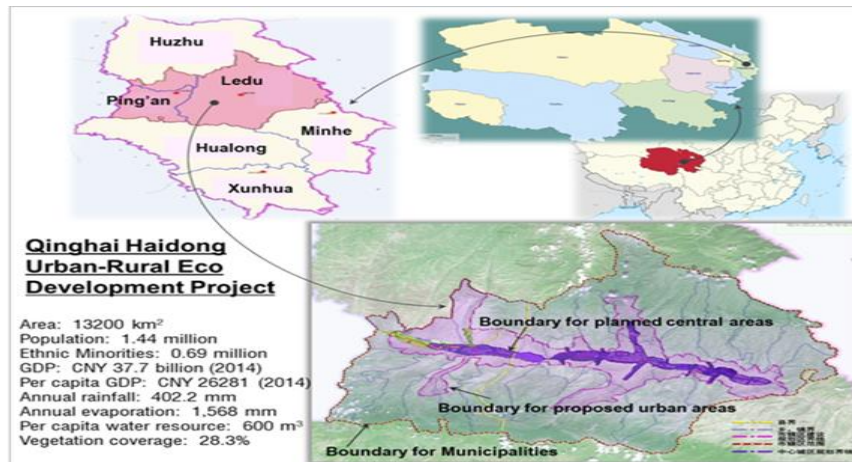 Huzhu
Ledu
Ping'an
Minhe
Hualong
Xunhua
Qinghai Haidong
Urban-Rural Eco
Development Project
Area: 13200 km²
Population: 1.44 million
Ethnic Minorities: 0.69 million
GDP: CNY 37.7 billion (2014)
Per capita GDP: CNY 26281 (2014)
Annual rainfall: 402.2 mm
Annual evaporation: 1,568 mm
Per capita water resource: 600 m³
Vegetation coverage: 28.3%
Boundary for planned central areas
Boundary for proposed urban areas
Boundary for Municipalities